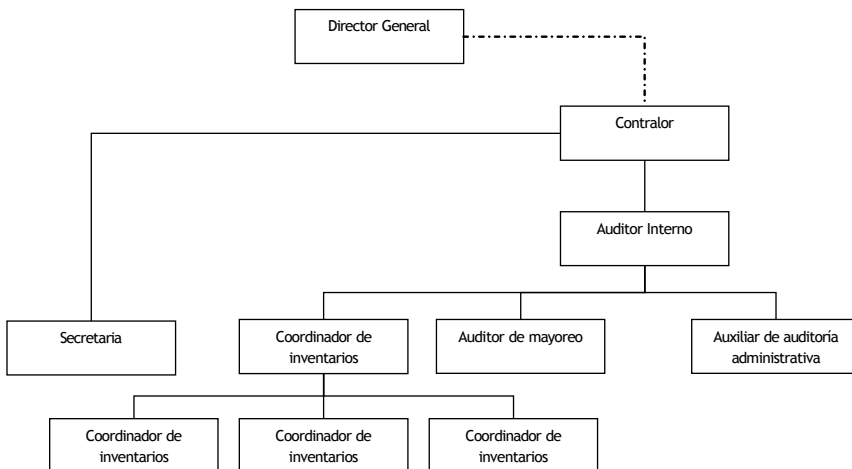 Director General
Contralor
Auditor Interno
Secretaria
Coordinador de
inventarios
Auditor de mayoreo
Auxiliar de auditoría
administrativa
Coordinador de
inventarios
Coordinador de
inventarios
Coordinador de
inventarios